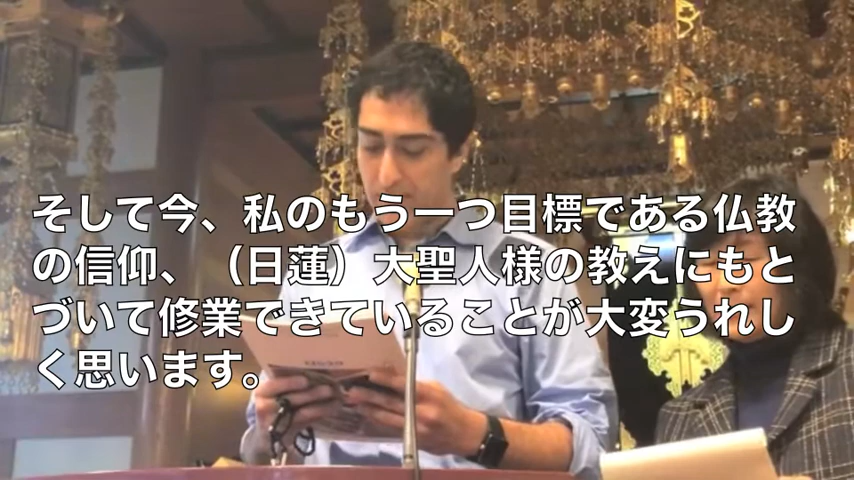 そして今、私のもう一つ目標である仏教
の信仰、（日蓮）大聖人様の教えにもと
づいて修業できていることが大変うれし
く思います。